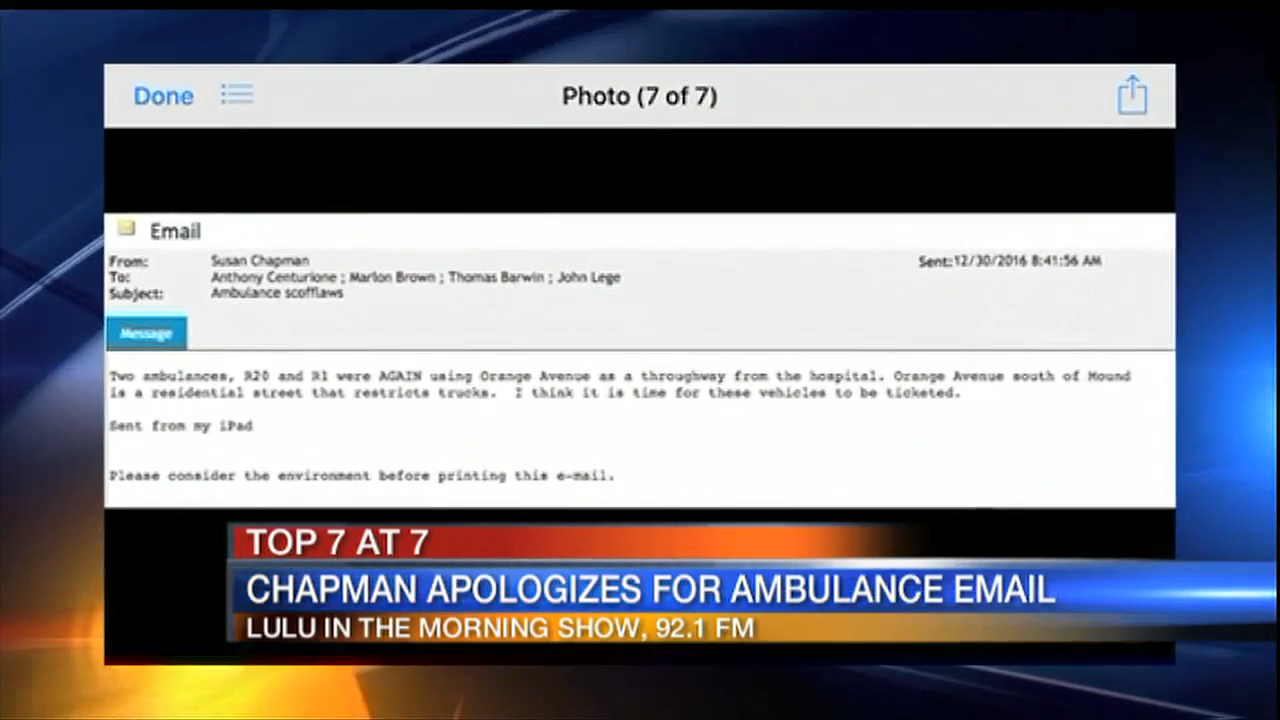 Done
Photo (7 of 7)
Email
From: Susan Chapman
Sent:12/30/2016 8:41:56 AM
To: Anthony Centurione ; Marlon Brown ; Thomas Barwin ; John Lege
Subject: Ambulance scofflaws
Message
Two ambulances, R20 and R1 were AGAIN using Orange Avenue as a throughway from the hospital. Orange Avenue south of Mound
is a residential street that restricts trucks. I think it is time for these vehicles to be ticketed.
Sent from my iPad
Please consider the environment before printing this e-mail.
TOP 7 AT 7
CHAPMAN APOLOGIZES FOR AMBULANCE EMAIL
LULU IN THE MORNING SHOW, 92.1 FM